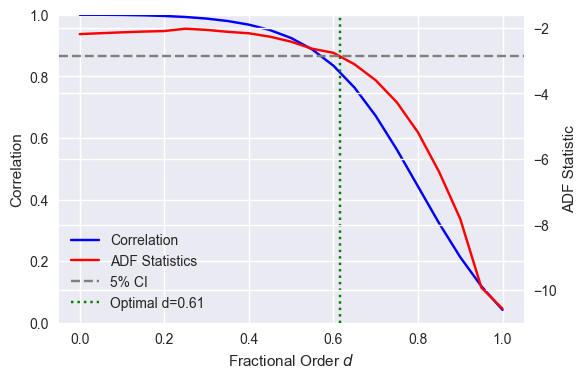 1.0
0.8
0.6
0.4
0.2
0.0
Correlation
−2
−4
−6
−8
−10
ADF Statistic
Correlation
ADF Statistics
5% CI
Optimal d=0.61
0.0 0.2 0.4 0.6 0.8 1.0
Fractional Order d